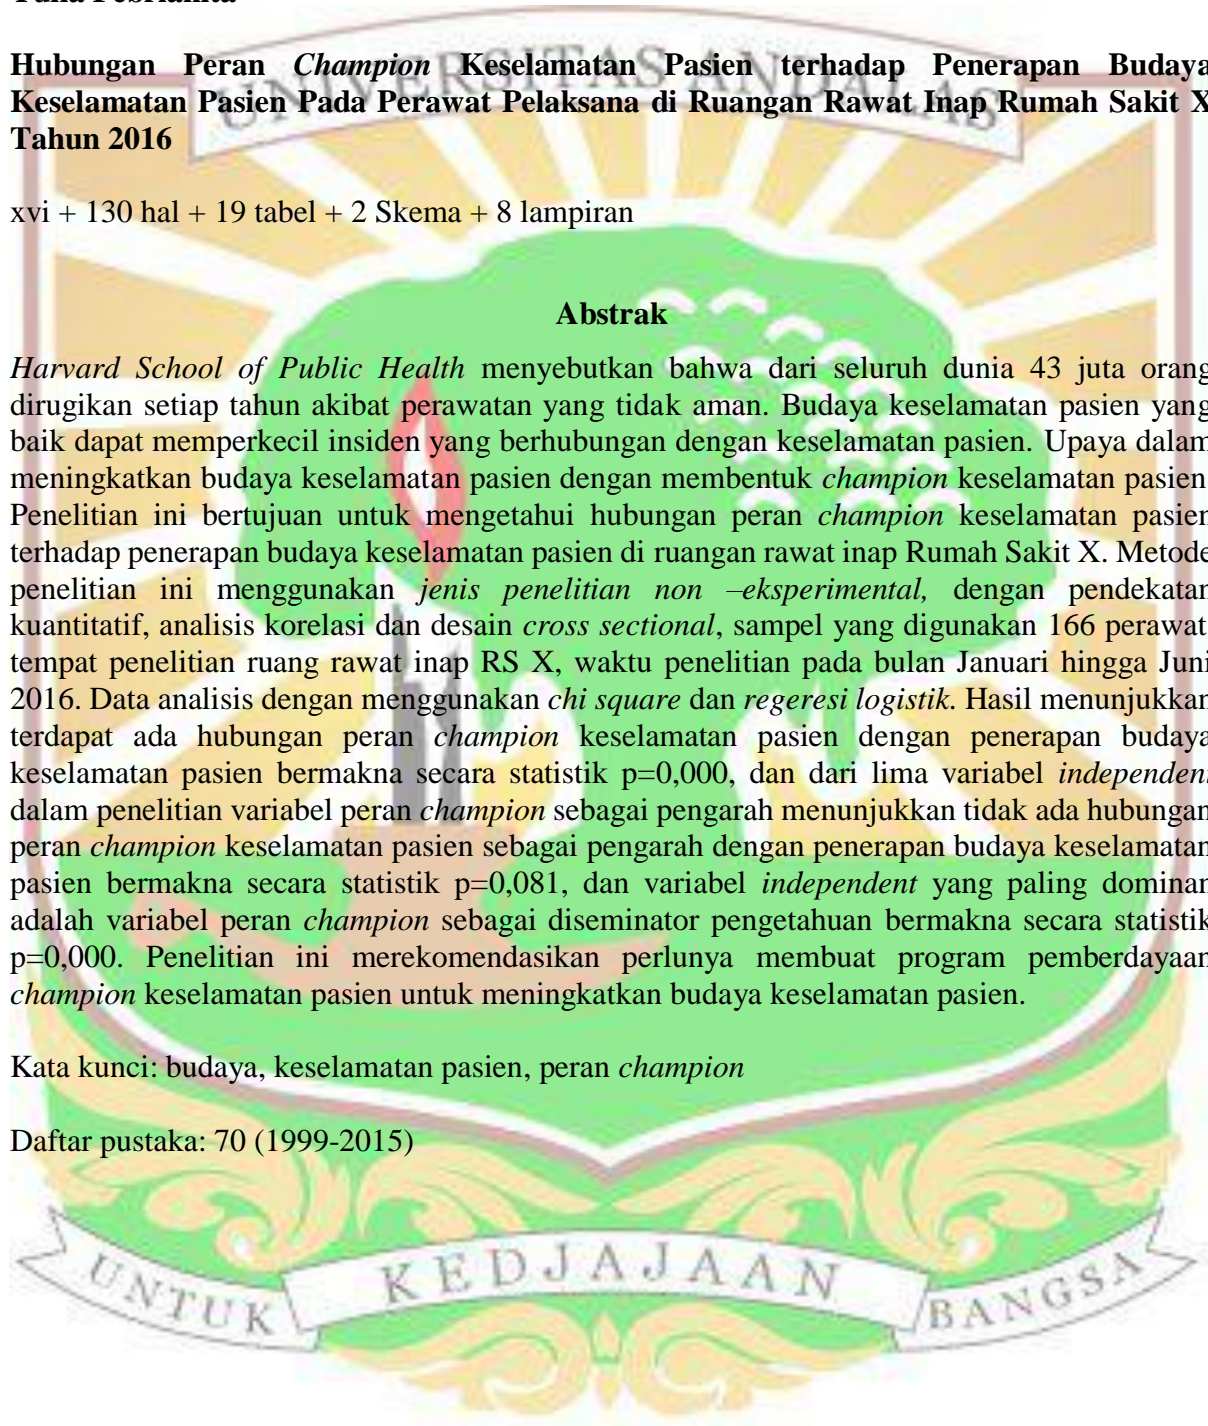 UNIVERSITAS ANDALAS
Hubungan Peran Champion Keselamatan Pasien terhadap Penerapan Budaya
Keselamatan Pasien Pada Perawat Pelaksana di Ruangan Rawat Inap Rumah Sakit X
Tahun 2016
xvi + 130 hal + 19 tabel + 2 Skema + 8 lampiran
Abstrak
Harvard School of Public Health menyebutkan bahwa dari seluruh dunia 43 juta orang
dirugikan setiap tahun akibat perawatan yang tidak aman. Budaya keselamatan pasien yang
baik dapat memperkecil insiden yang berhubungan dengan keselamatan pasien. Upaya dalam
meningkatkan budaya keselamatan pasien dengan membentuk champion keselamatan pasien
Penelitian ini bertujuan untuk mengetahui hubungan peran champion keselamatan pasien
terhadap penerapan budaya keselamatan pasien di ruangan rawat inap Rumah Sakit X. Metode
penelitian ini menggunakan jenis penelitian non –eksperimental, dengan pendekatan
kuantitatif, analisis korelasi dan desain cross sectional, sampel yang digunakan 166 perawat
tempat penelitian ruang rawat inap RS X, waktu penelitian pada bulan Januari hingga Juni
2016. Data analisis dengan menggunakan chi square dan regeresi logistik. Hasil menunjukkan
terdapat ada hubungan peran champion keselamatan pasien dengan penerapan budaya
keselamatan pasien bermakna secara statistik p=0,000, dan dari lima variabel independent
dalam penelitian variabel peran champion sebagai pengarah menunjukkan tidak ada hubungan
peran champion keselamatan pasien sebagai pengarah dengan penerapan budaya keselamatan
pasien bermakna secara statistik p=0,081, dan variabel independent yang paling dominan
adalah variabel peran champion sebagai diseminator pengetahuan bermakna secara statistik
p=0,000. Penelitian ini merekomendasikan perlunya membuat program pemberdayaan
champion keselamatan pasien untuk meningkatkan budaya keselamatan pasien.
Kata kunci: budaya, keselamatan pasien, peran champion
Daftar pustaka: 70 (1999-2015)
UNTUK KEDJAJAAN BANGSA